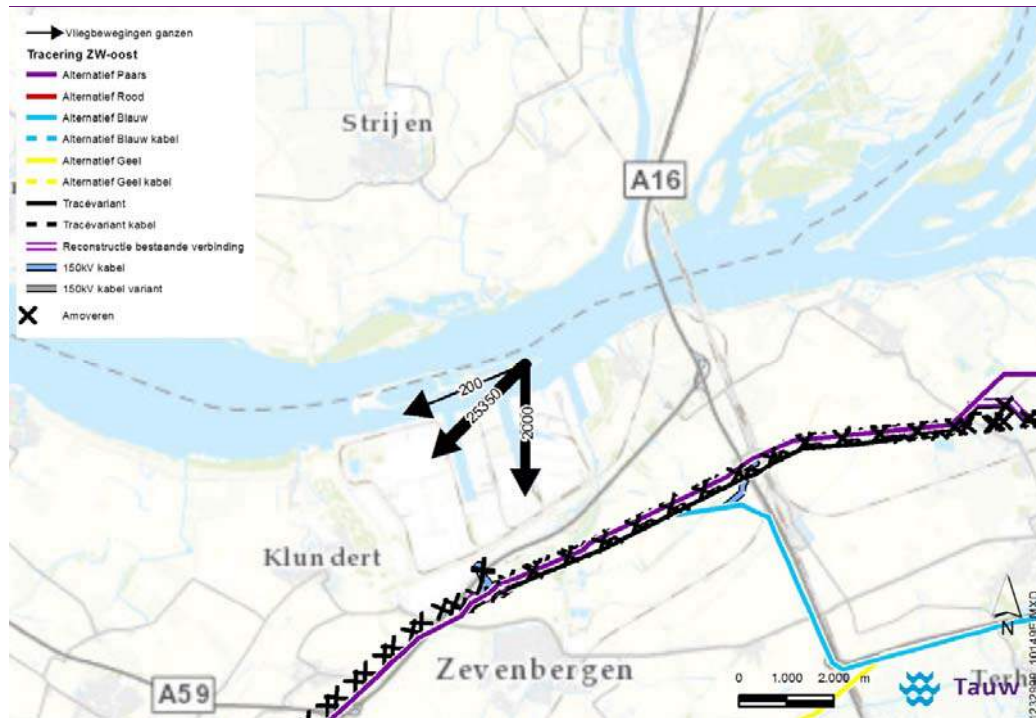 Vliegbewegingen ganzen
Tracering ZW-oost
Alternatief Paars
Alternatief Rood
Alternatief Blauw
Alternatief Blauw kabel
Alternatief Geel
Alternatief Geel kabel
Tracévariant
Tracévariant kabel
Reconstructie bestaande verbinding
150kV kabel
150kV kabel variant
Amoveren
Strijen
A16
200
25350
2000
Klundert
Zevenbergen
A59
N
0 1.000 2.000 m
Tauw
Terh